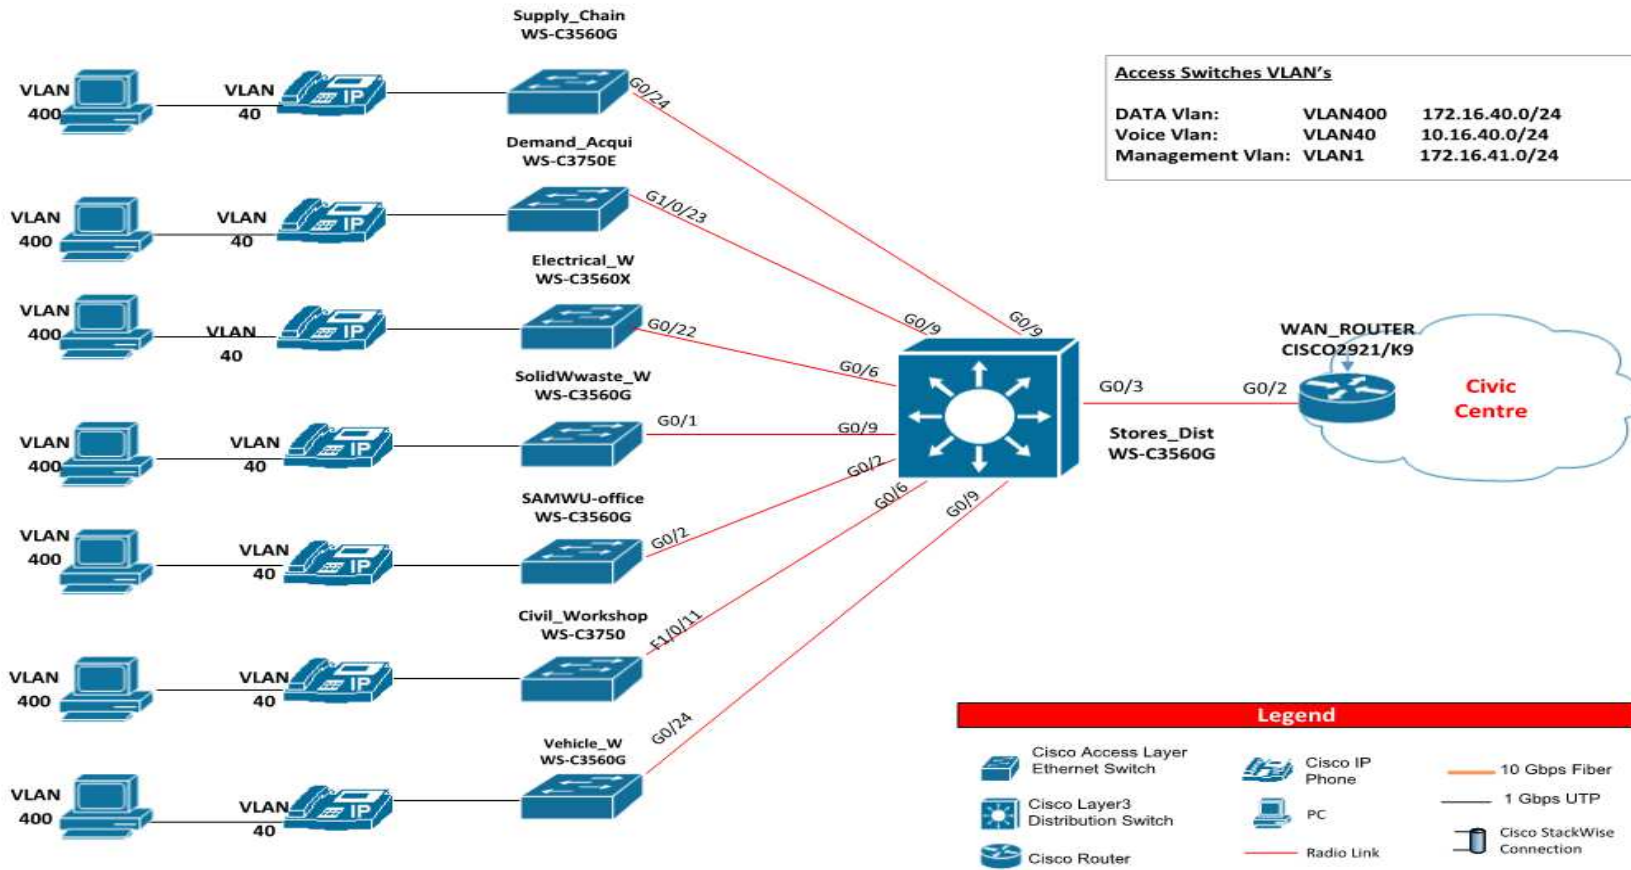 Supply_Chain
WS-C3560G
VLAN
400
VLAN
40
IP
G0/24
Access Switches VLAN's
DATA Vlan: VLAN400 172.16.40.0/24
Voice Vlan: VLAN40 10.16.40.0/24
Management Vlan: VLAN1 172.16.41.0/24
Demand_Acqui
WS-C3750E
VLAN
400
VLAN
40
IP
G1/0/23
Electrical_W
WS-C3560X
VLAN
400
VLAN
40
IP
G0/22
G0/9
G0/9
G0/6
WAN_ROUTER
CISCO2921/K9
SolidWwaste_W
WS-C3560G
G0/3
G0/2
Civic
Centre
VLAN
400
VLAN
40
IP
G0/1
G0/9
Stores_Dist
WS-C3560G
G0/2
G0/6
G0/9
SAMWU-office
WS-C3560G
VLAN
400
VLAN
40
IP
G0/2
Civil_Workshop
WS-C3750
F1/0/11
VLAN
400
VLAN
40
IP
G0/24
Vehicle_W
WS-C3560G
VLAN
400
VLAN
40
IP
Legend
Cisco Access Layer
Ethernet Switch
Cisco IP
Phone
10 Gbps Fiber
1 Gbps UTP
Cisco Layer3
Distribution Switch
PC
Cisco StackWise
Connection
Cisco Router
Radio Link